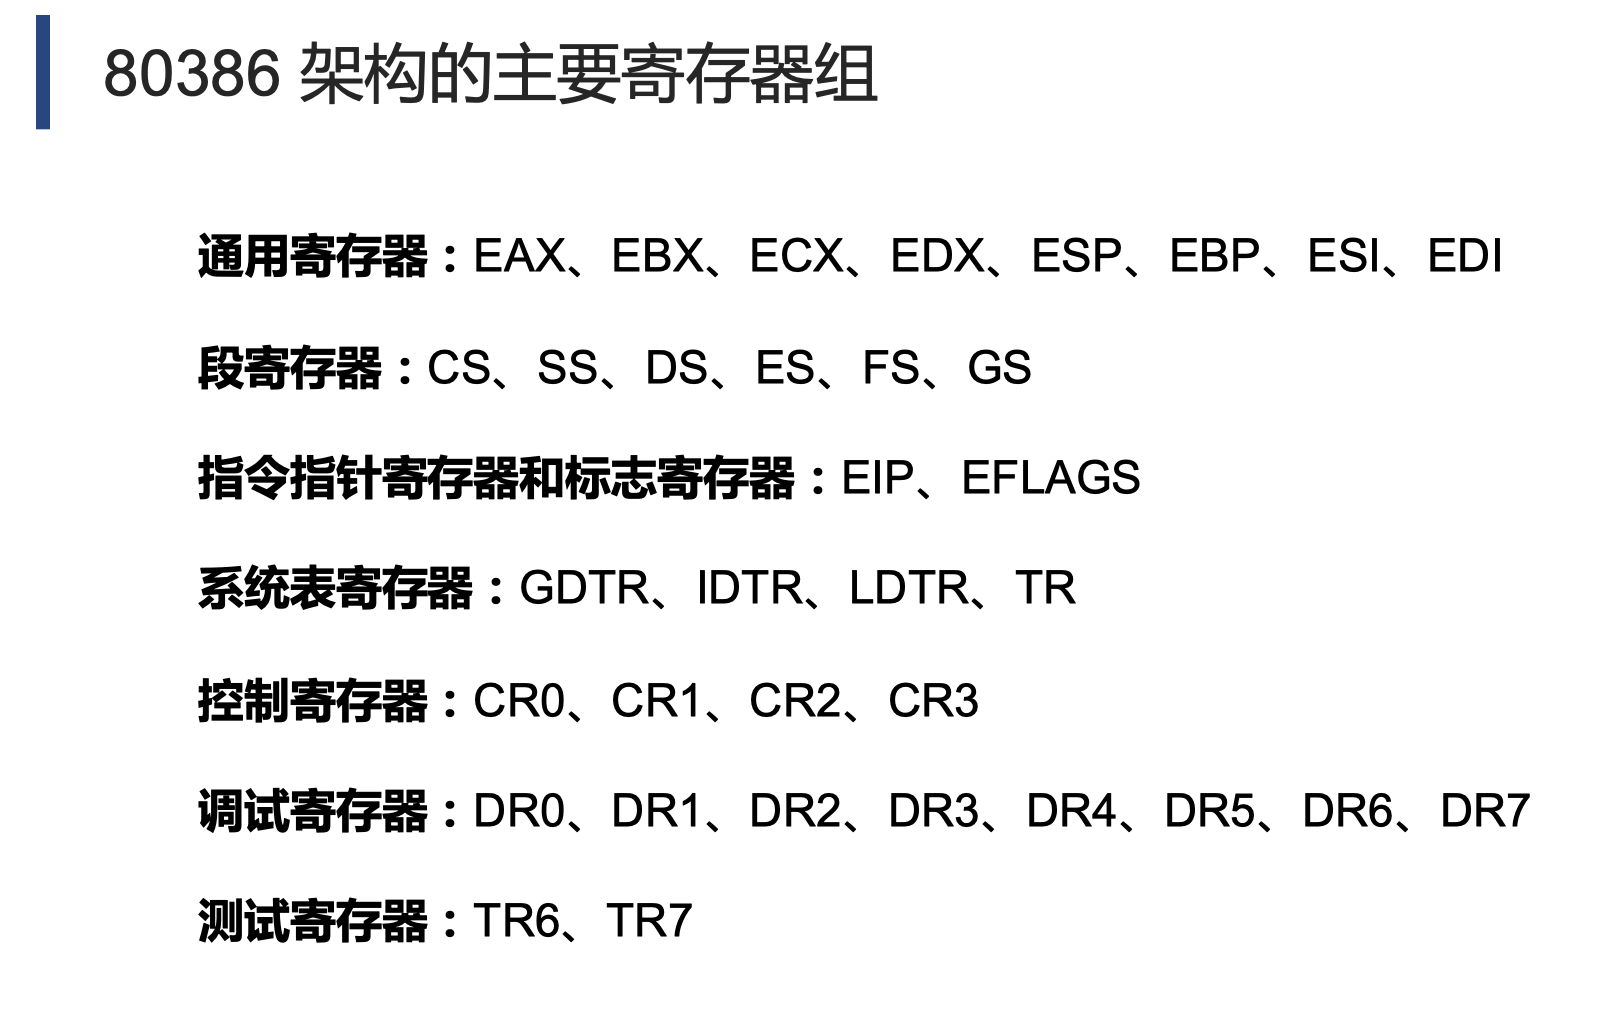 80386 架构的主要寄存器组
通用寄存器：EAX、EBX、ECX、EDX、ESP、EBP、ESI、EDI
段寄存器：CS、SS、DS、ES、FS、GS
指令指针寄存器和标志寄存器：EIP、EFLAGS
系统表寄存器：GDTR、IDTR、LDTR、TR
控制寄存器：CR0、CR1、CR2、CR3
调试寄存器：DR0、DR1、DR2、DR3、DR4、DR5、DR6、DR7
测试寄存器：TR6、TR7